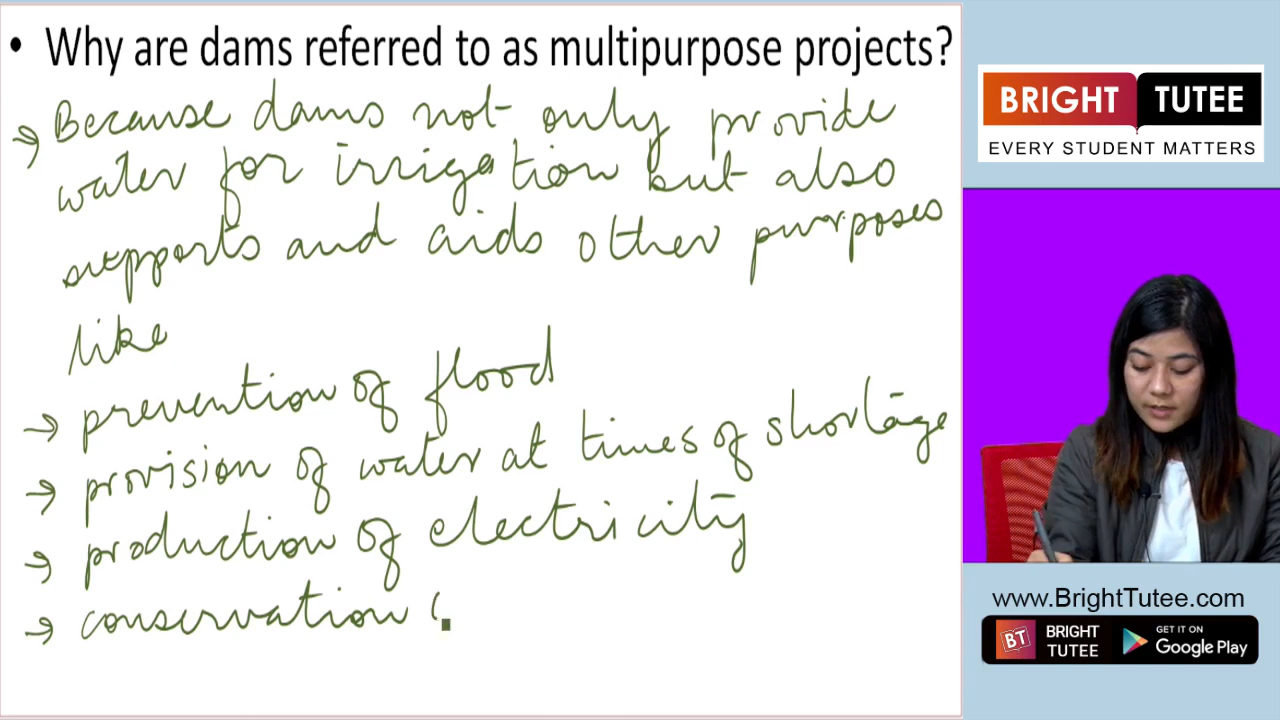 • Why are dams referred to as multipurpose projects?
→ Because dams not only provide
water for irrigation but also
supports and aids other purposes
like
→ prevention of flood
→ provision of water at times of shortage
→ production of electricity
→ conservation
BRIGHT TUTEE
EVERY STUDENT MATTERS
www.BrightTutee.com
BT BRIGHT TUTEE
GET IT ON
Google Play